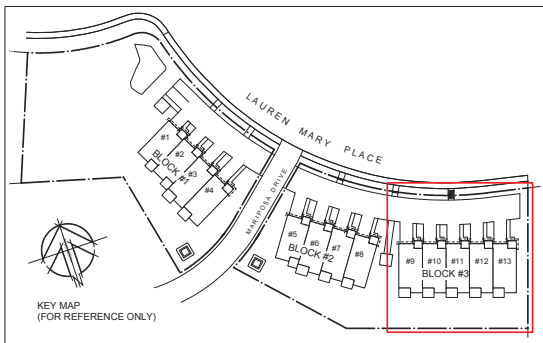 LAUREN MARY PLACE
#1
#2
#3
#4
BLOCK #1
MARIPOSA DRIVE
#5
#6
#7
#8
BLOCK #2
#9
#10
#11
#12
#13
BLOCK #3
KEY MAP
(FOR REFERENCE ONLY)